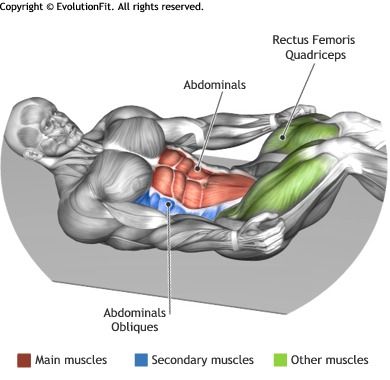 Copyright © EvolutionFit. All rights reserved.
Rectus Femoris
Quadriceps
Abdominals
Abdominals
Obliques
Main muscles
Secondary muscles
Other muscles